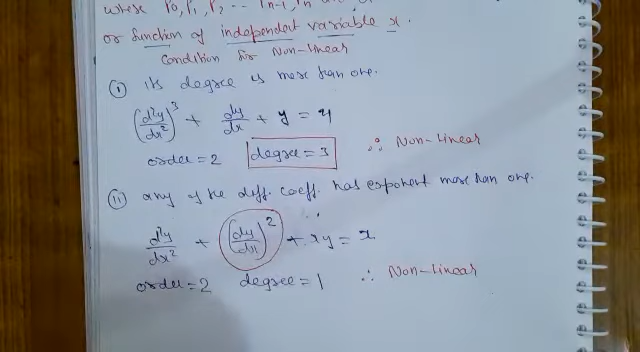 where P₀, P₁, P₂ -- Pₙ₋₁, Pₙ
or function of independent variable x.
Condition for Non-linear
(i) its degree is more than one.
(d²y/dx²)³ + dy/dx + y = 4
order = 2 degree = 3 ∴ Non-Linear
(ii) any of the diff. coeff. has exponent more than one.
d²y/dx² + (dy/dx)² + xy = x
order = 2 degree = 1 ∴ Non-Linear